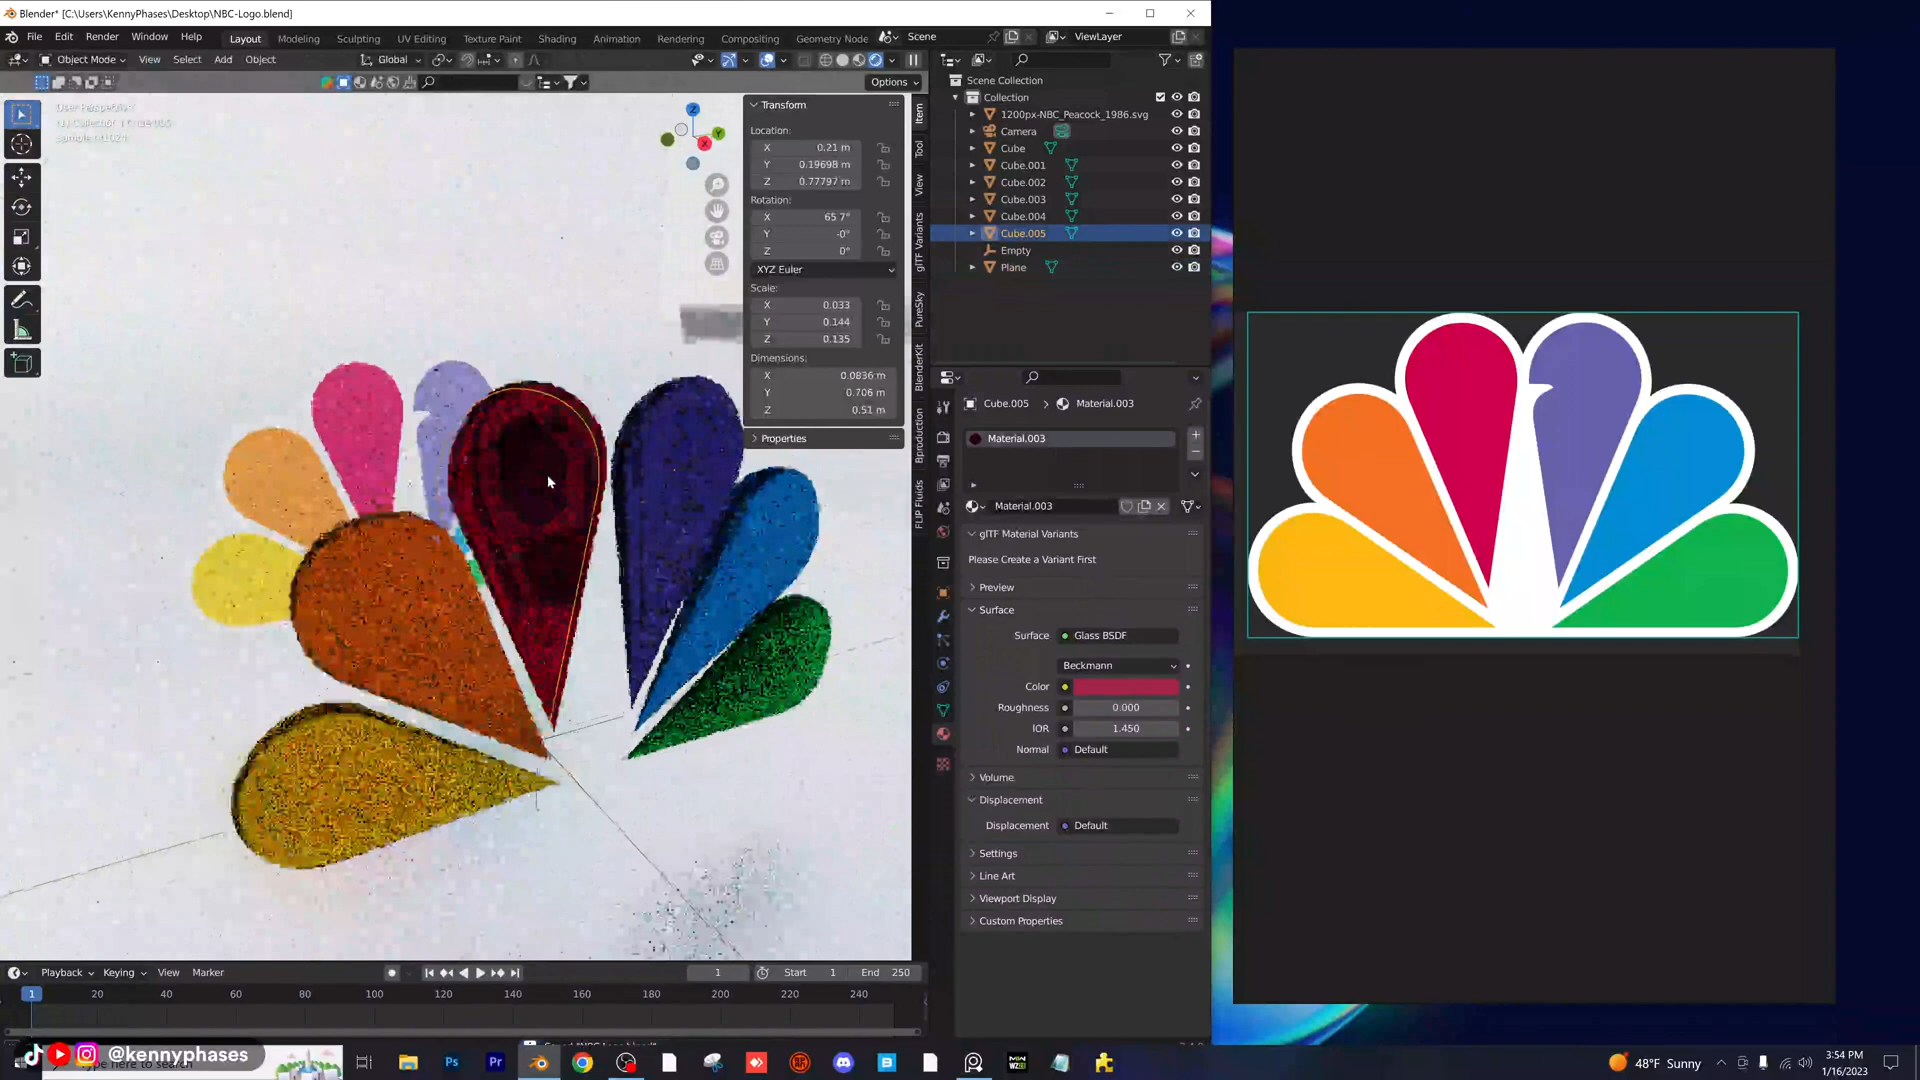 Blender* [C:\Users\KennyPhases\Desktop\NBC-Logo.blend]
File Edit Render Window Help Layout Modeling Sculpting UV Editing Texture Paint Shading Animation Rendering Compositing Geometry Node Scene ViewLayer
Object Mode View Select Add Object Global
Options
User Perspective
Transform
Location:
X 0.21 m
Y 0.19698 m
Z 0.77797 m
Rotation:
X 65.7°
Y -0°
Z 0°
XYZ Euler
Scale:
X 0.033
Y 0.144
Z 0.135
Dimensions:
X 0.0836 m
Y 0.706 m
Z 0.51 m
Properties
Item
Tool
View
glTF Variants
PureSky
BlenderKit
Bproduction
FLIP Fluids
Z
Y
X
Scene Collection
Collection
1200px-NBC_Peacock_1986.svg
Camera
Cube
Cube.001
Cube.002
Cube.003
Cube.004
Cube.005
Empty
Plane
Cube.005 Material.003
Material.003
Material.003
glTF Material Variants
Please Create a Variant First
Preview
Surface
Surface Glass BSDF
Beckmann
Color
Roughness 0.000
IOR 1.450
Normal Default
Volume
Displacement
Displacement Default
Settings
Line Art
Viewport Display
Custom Properties
Playback Keying View Marker 1 Start 1 End 250
1 20 40 60 80 100 120 140 160 180 200 220 240
@kennyphases
Ps Pr
48°F Sunny
3:54 PM
1/16/2023